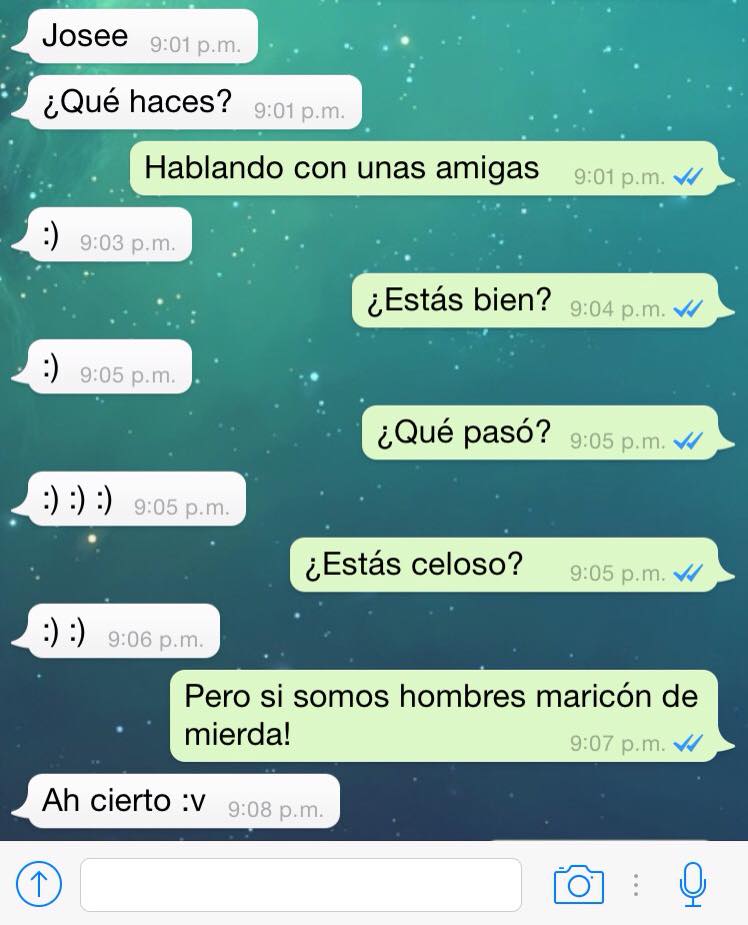 Josee 9:01 p.m.
¿Qué haces? 9:01 p.m.
Hablando con unas amigas 9:01 p.m.
:) 9:03 p.m.
¿Estás bien? 9:04 p.m.
:) 9:05 p.m.
¿Qué pasó? 9:05 p.m.
:) :) :) 9:05 p.m.
¿Estás celoso? 9:05 p.m.
:) :) 9:06 p.m.
Pero si somos hombres maricón de
mierda! 9:07 p.m.
Ah cierto :v 9:08 p.m.